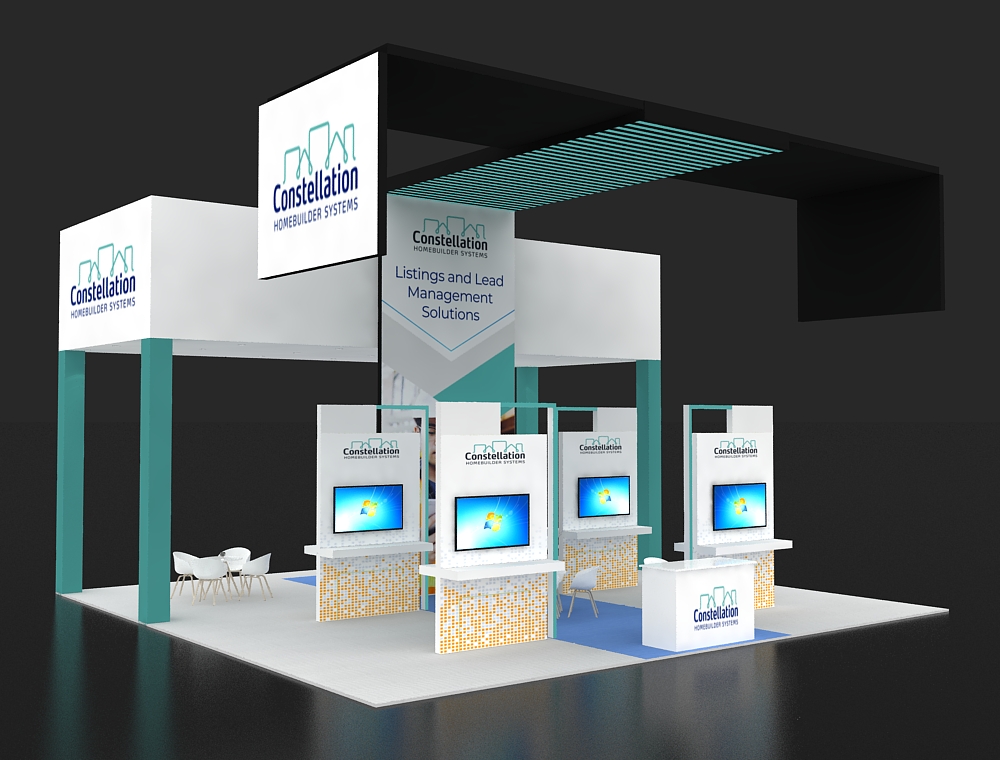 Constellation
HOMEBUILDER SYSTEMS
Constellation
HOMEBUILDER SYSTEMS
Constellation
HOMEBUILDER SYSTEMS
Listings and Lead
Management
Solutions
Constellation
HOMEBUILDER SYSTEMS
Constellation
HOMEBUILDER SYSTEMS
Constellation
HOMEBUILDER SYSTEMS
Constellation
HOMEBUILDER SYSTEMS
Constellation
HOMEBUILDER SYSTEMS